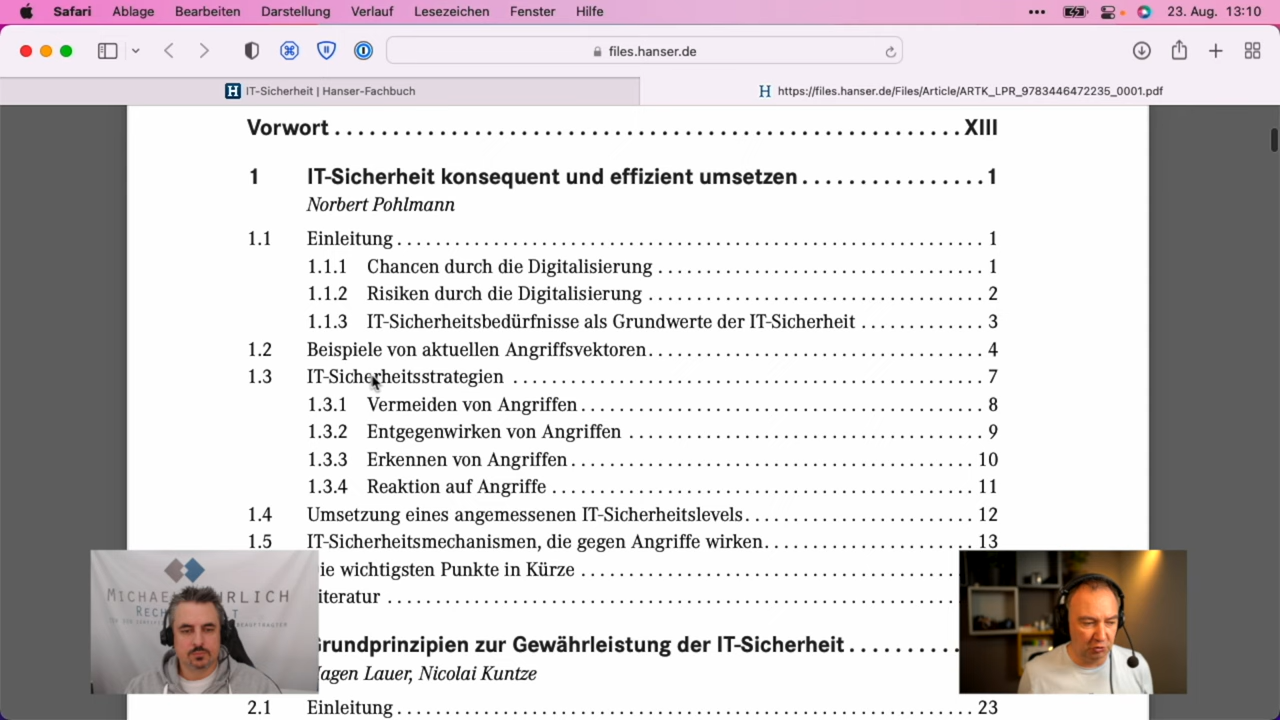 Safari Ablage Bearbeiten Darstellung Verlauf Lesezeichen Fenster Hilfe 23. Aug. 13:10
files.hanser.de
IT-Sicherheit | Hanser-Fachbuch
https://files.hanser.de/Files/Article/ARTK_LPR_9783446472235_0001.pdf
Vorwort XIII
1 IT-Sicherheit konsequent und effizient umsetzen 1
Norbert Pohlmann
1.1 Einleitung 1
1.1.1 Chancen durch die Digitalisierung 1
1.1.2 Risiken durch die Digitalisierung 2
1.1.3 IT-Sicherheitsbedürfnisse als Grundwerte der IT-Sicherheit 3
1.2 Beispiele von aktuellen Angriffsvektoren 4
1.3 IT-Sicherheitsstrategien 7
1.3.1 Vermeiden von Angriffen 8
1.3.2 Entgegenwirken von Angriffen 9
1.3.3 Erkennen von Angriffen 10
1.3.4 Reaktion auf Angriffe 11
1.4 Umsetzung eines angemessenen IT-Sicherheitslevels 12
1.5 IT-Sicherheitsmechanismen, die gegen Angriffe wirken 13
ie wichtigsten Punkte in Kürze
iteratur
rundprinzipien zur Gewährleistung der IT-Sicherheit
agen Lauer, Nicolai Kuntze
2.1 Einleitung 23